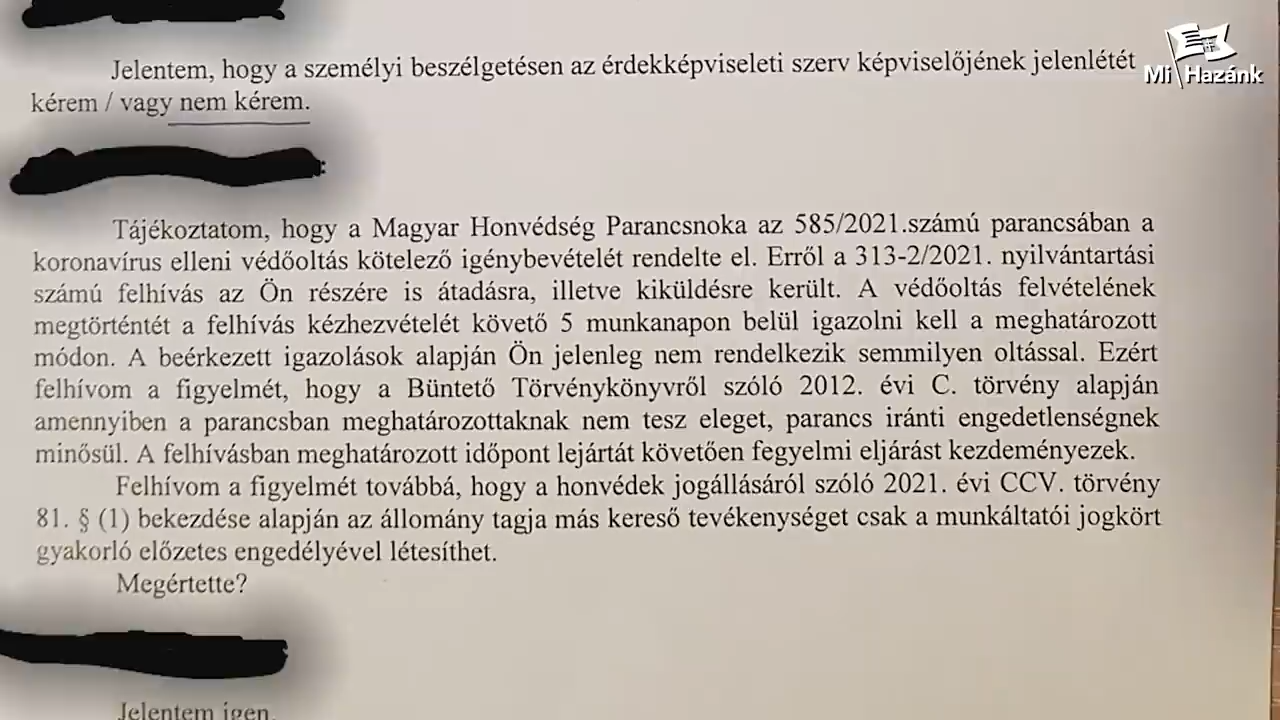 Jelentem, hogy a személyi beszélgetésen az érdekképviseleti szerv képviselőjének jelenlétét
kérem / vagy nem kérem.
Mi Hazánk
Tájékoztatom, hogy a Magyar Honvédség Parancsnoka az 585/2021.számú parancsában a
koronavírus elleni védőoltás kötelező igénybevételét rendelte el. Erről a 313-2/2021. nyilvántartási
számú felhívás az Ön részére is átadásra, illetve kiküldésre került. A védőoltás felvételének
megtörténtét a felhívás kézhezvételét követő 5 munkanapon belül igazolni kell a meghatározott
módon. A beérkezett igazolások alapján Ön jelenleg nem rendelkezik semmilyen oltással. Ezért
felhívom a figyelmét, hogy a Büntető Törvénykönyvről szóló 2012. évi C. törvény alapján
amennyiben a parancsban meghatározottaknak nem tesz eleget, parancs iránti engedetlenségnek
minősül. A felhívásban meghatározott időpont lejártát követően fegyelmi eljárást kezdeményezek.
Felhívom a figyelmét továbbá, hogy a honvédek jogállásáról szóló 2021. évi CCV. törvény
81. § (1) bekezdése alapján az állomány tagja más kereső tevékenységet csak a munkáltatói jogkört
gyakorló előzetes engedélyével létesíthet.
Megértette?
Jelentem igen.